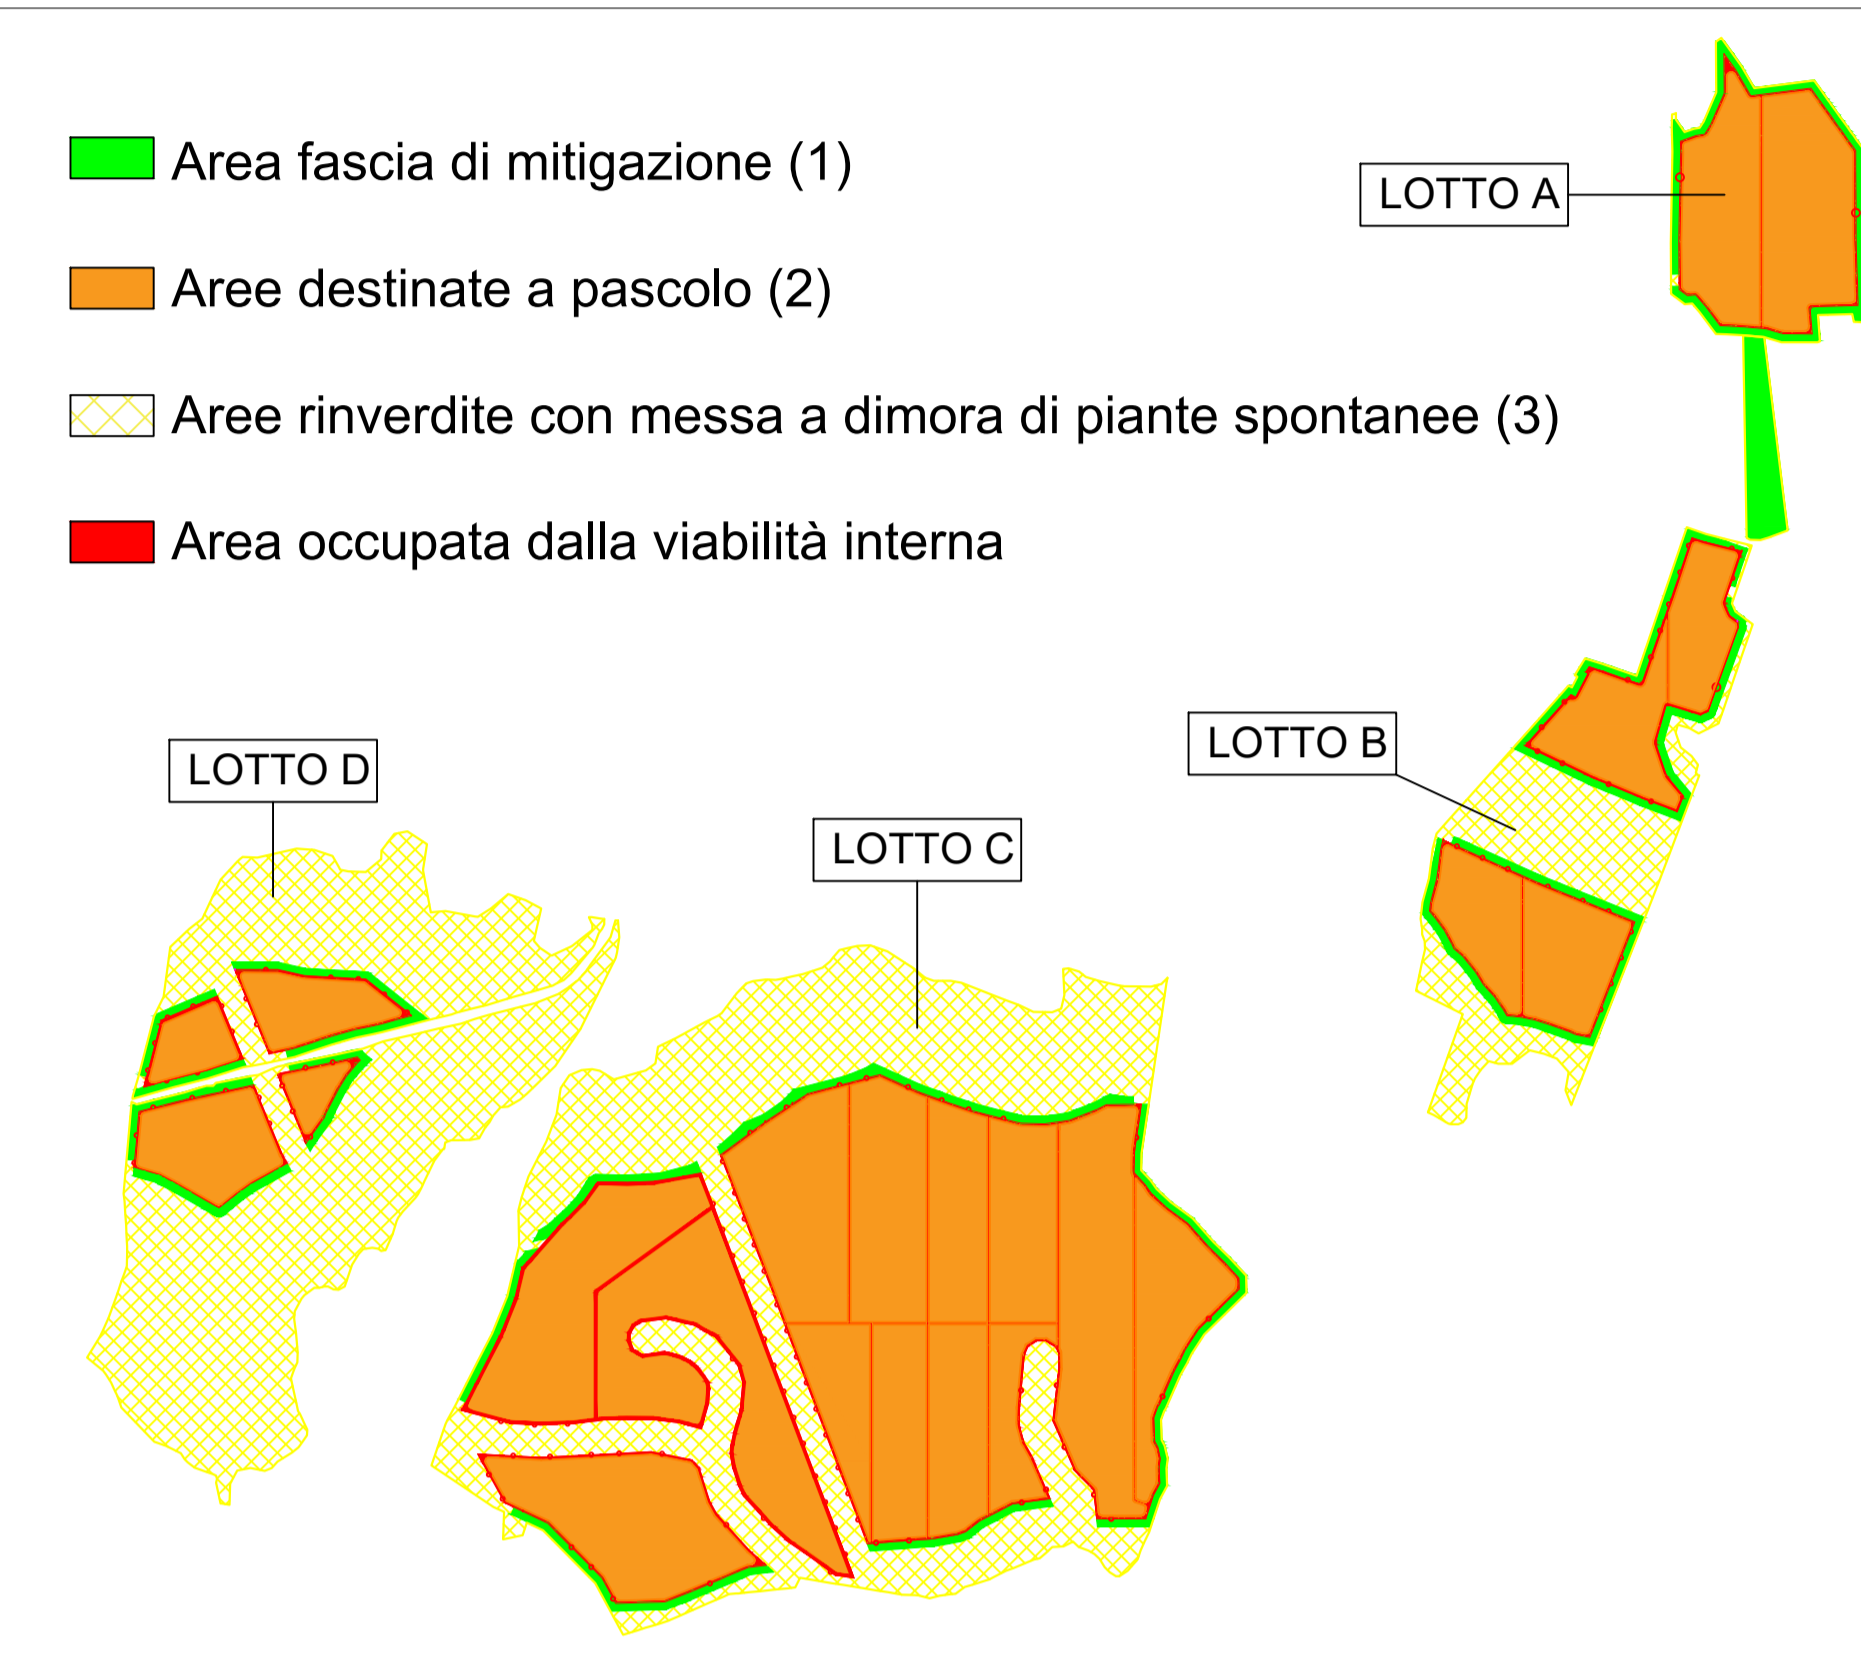 Area fascia di mitigazione (1)
Aree destinate a pascolo (2)
Aree rinverdite con messa a dimora di piante spontanee (3)
Area occupata dalla viabilità interna
LOTTO A
LOTTO B
LOTTO D
LOTTO C